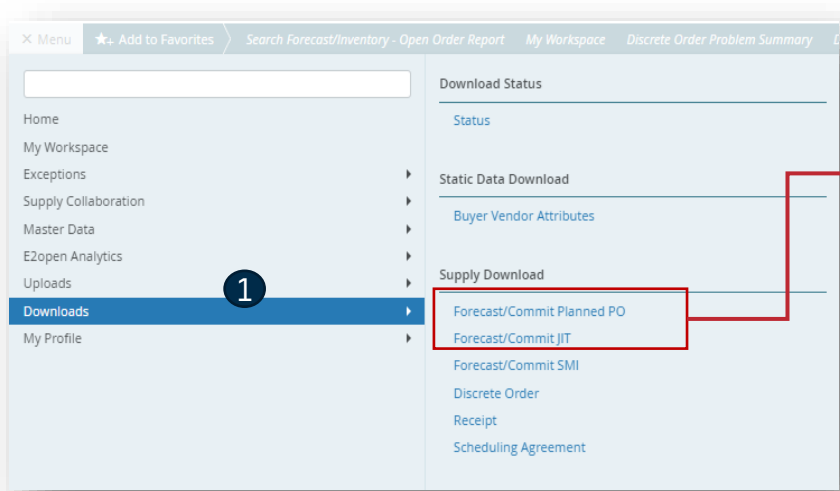 × Menu ★+ Add to Favorites Search Forecast/Inventory - Open Order Report My Workspace Discrete Order Problem Summary
Home
My Workspace
Exceptions
Supply Collaboration
Master Data
E2open Analytics
Uploads
Downloads
My Profile
1
Download Status
Status
Static Data Download
Buyer Vendor Attributes
Supply Download
Forecast/Commit Planned PO
Forecast/Commit JIT
Forecast/Commit SMI
Discrete Order
Receipt
Scheduling Agreement